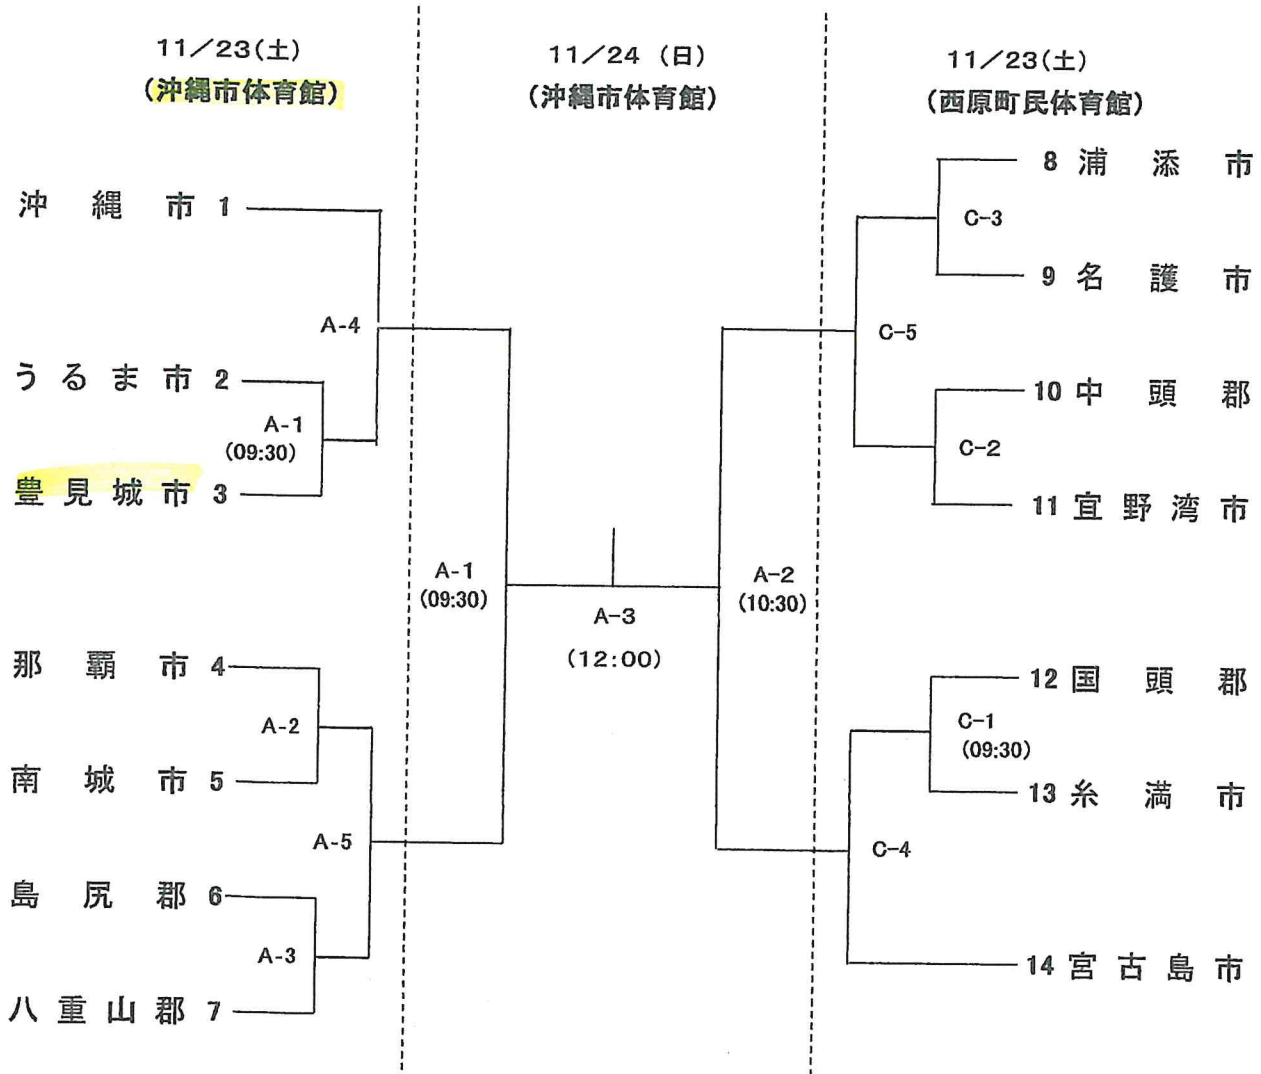 11／23(土)
(沖縄市体育館)
11／24 (日)
(沖縄市体育館)
11／23(土)
(西原町民体育館)
沖縄市 1
A-4
うるま市 2
A-1
(09:30)
豊見城市 3
那覇市 4
A-2
南城市 5
A-5
島尻郡 6
A-3
八重山郡 7
A-1
(09:30)
A-3
(12:00)
A-2
(10:30)
8 浦添市
C-3
9 名護市
C-5
10 中頭郡
C-2
11 宜野湾市
12 国頭郡
C-1
(09:30)
13 糸満市
C-4
14 宮古島市